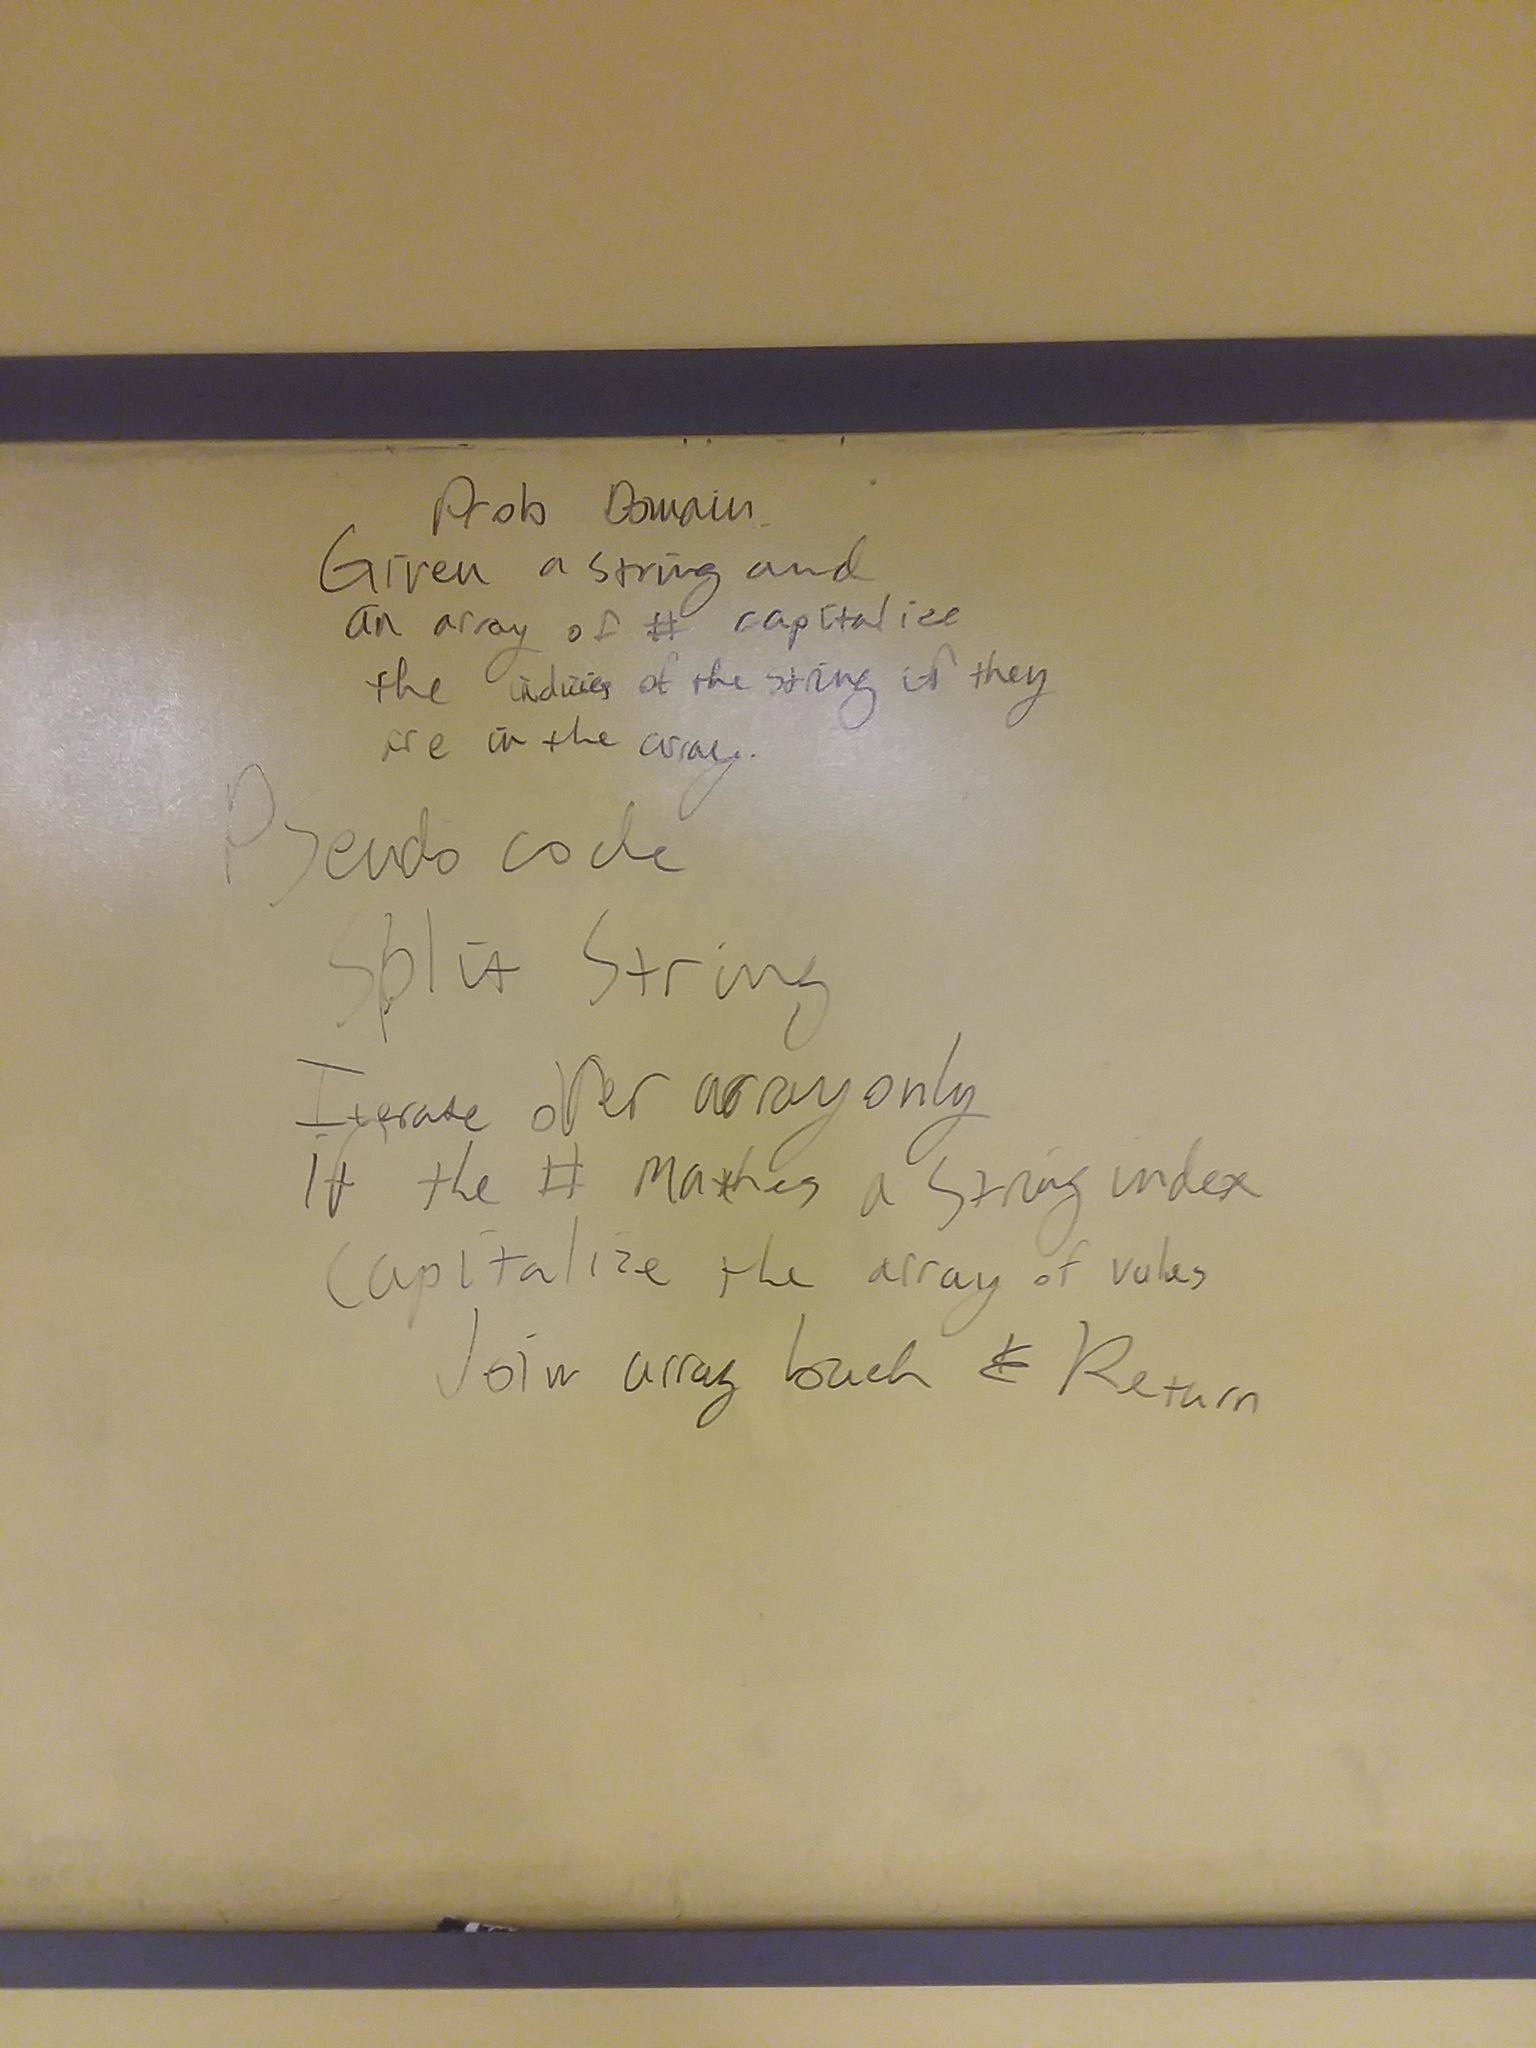 Prob Domain
Given a string and
an array of # capitalize
the indicies of the string if they
are in the array.
Pseudo code
Split String
Iterate over array only
if the # Mathes a String index
Capitalize the array of vales
Join array back & Return